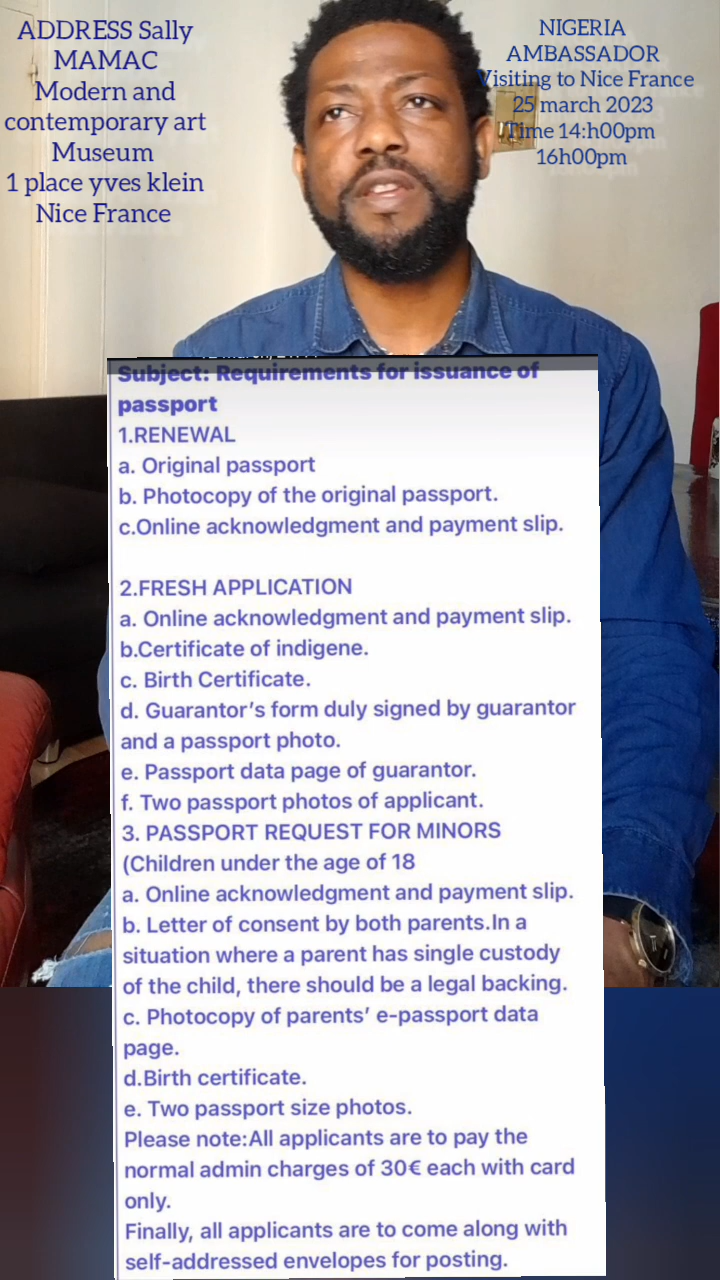 ADDRESS Sally
MAMAC
Modern and
contemporary art
Museum
1 place yves klein
Nice France
NIGERIA
AMBASSADOR
Visiting to Nice France
25 march 2023
Time 14:h00pm
16h00pm
Subject: Requirements for issuance of
passport
1.RENEWAL
a. Original passport
b. Photocopy of the original passport.
c.Online acknowledgment and payment slip.
2.FRESH APPLICATION
a. Online acknowledgment and payment slip.
b.Certificate of indigene.
c. Birth Certificate.
d. Guarantor’s form duly signed by guarantor
and a passport photo.
e. Passport data page of guarantor.
f. Two passport photos of applicant.
3. PASSPORT REQUEST FOR MINORS
(Children under the age of 18
a. Online acknowledgment and payment slip.
b. Letter of consent by both parents.In a
situation where a parent has single custody
of the child, there should be a legal backing.
c. Photocopy of parents’ e-passport data
page.
d.Birth certificate.
e. Two passport size photos.
Please note:All applicants are to pay the
normal admin charges of 30€ each with card
only.
Finally, all applicants are to come along with
self-addressed envelopes for posting.